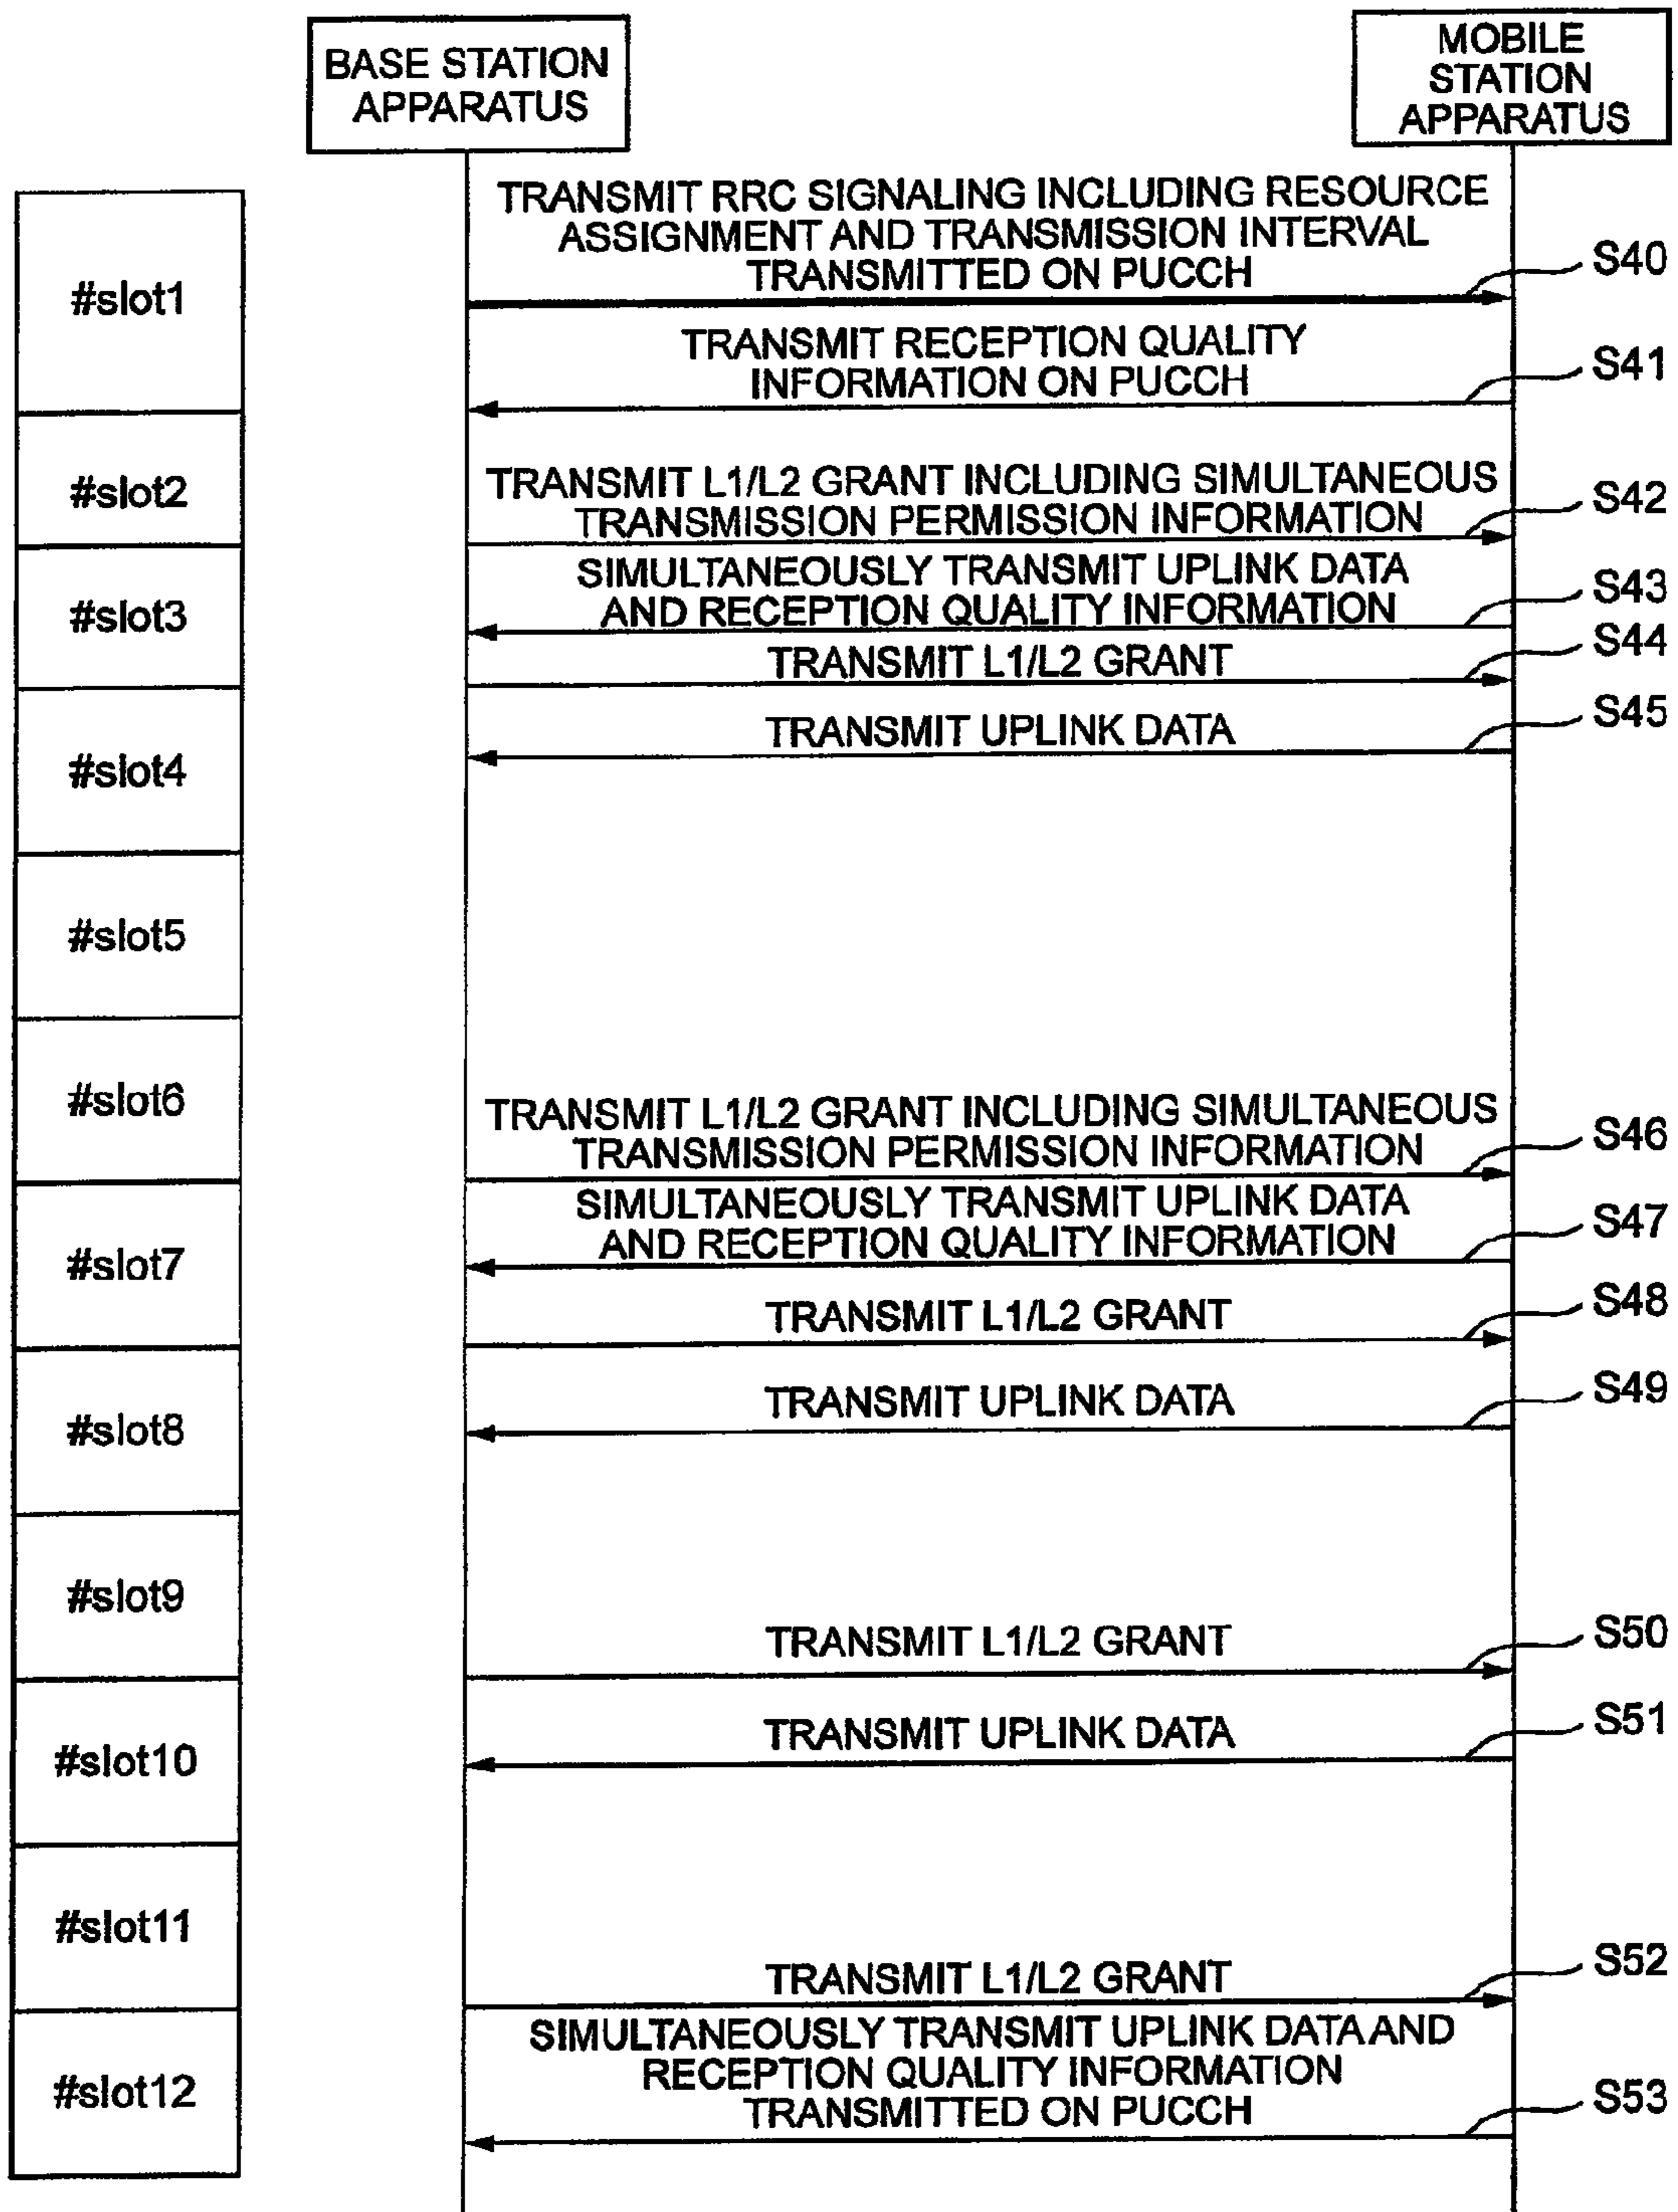 BASE STATION
APPARATUS
MOBILE
STATION
APPARATUS
#slot1
TRANSMIT RRC SIGNALING INCLUDING RESOURCE
ASSIGNMENT AND TRANSMISSION INTERVAL
TRANSMITTED ON PUCCH
S40
TRANSMIT RECEPTION QUALITY
INFORMATION ON PUCCH
S41
#slot2
TRANSMIT L1/L2 GRANT INCLUDING SIMULTANEOUS
TRANSMISSION PERMISSION INFORMATION
S42
#slot3
SIMULTANEOUSLY TRANSMIT UPLINK DATA
AND RECEPTION QUALITY INFORMATION
S43
TRANSMIT L1/L2 GRANT
S44
#slot4
TRANSMIT UPLINK DATA
S45
#slot5
#slot6
TRANSMIT L1/L2 GRANT INCLUDING SIMULTANEOUS
TRANSMISSION PERMISSION INFORMATION
S46
#slot7
SIMULTANEOUSLY TRANSMIT UPLINK DATA
AND RECEPTION QUALITY INFORMATION
S47
TRANSMIT L1/L2 GRANT
S48
#slot8
TRANSMIT UPLINK DATA
S49
#slot9
TRANSMIT L1/L2 GRANT
S50
#slot10
TRANSMIT UPLINK DATA
S51
#slot11
TRANSMIT L1/L2 GRANT
S52
#slot12
SIMULTANEOUSLY TRANSMIT UPLINK DATA AND
RECEPTION QUALITY INFORMATION
TRANSMITTED ON PUCCH
S53